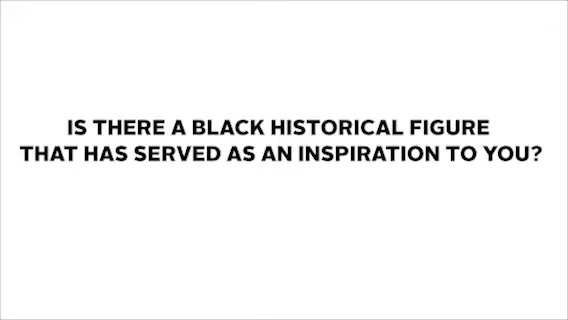 IS THERE A BLACK HISTORICAL FIGURE
THAT HAS SERVED AS AN INSPIRATION TO YOU?